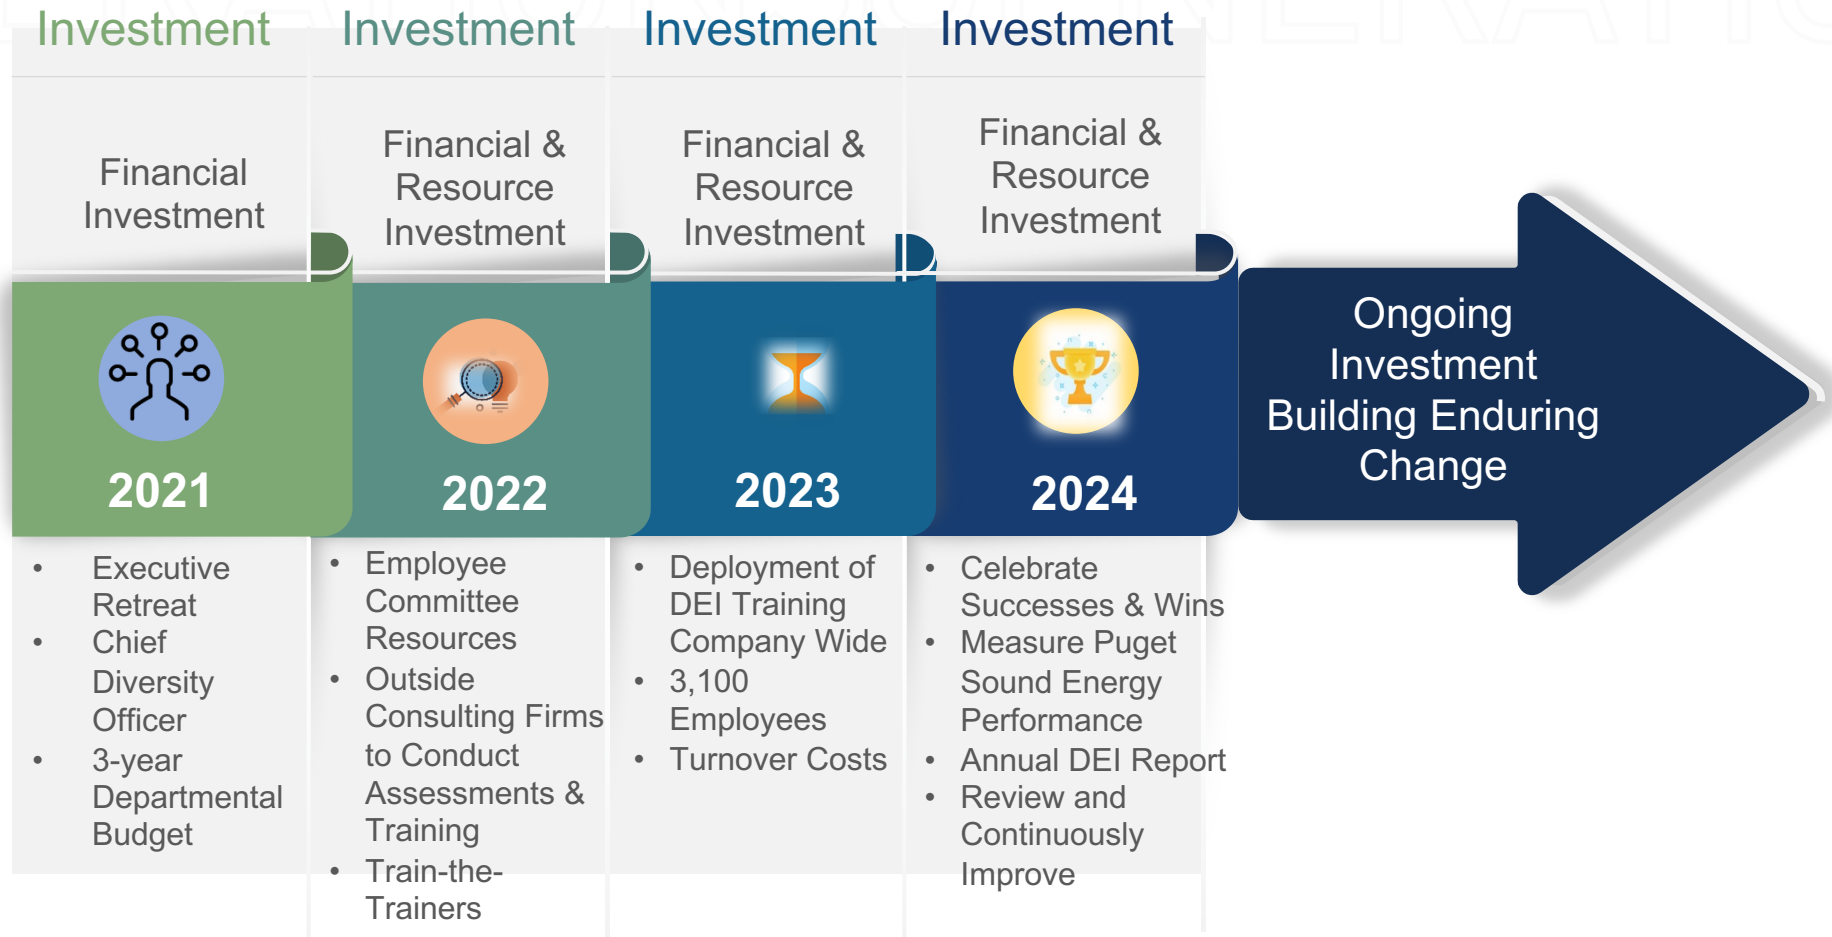 Investment
Investment
Investment
Investment
Financial
Investment
Financial &
Resource
Investment
Financial &
Resource
Investment
Financial &
Resource
Investment
2021
2022
2023
2024
Ongoing
Investment
Building Enduring
Change
• Executive
Retreat
• Chief
Diversity
Officer
• 3-year
Departmental
Budget
• Employee
Committee
Resources
• Outside
Consulting Firms
to Conduct
Assessments &
Training
• Train-the-
Trainers
• Deployment of
DEI Training
Company Wide
• 3,100
Employees
• Turnover Costs
• Celebrate
Successes & Wins
• Measure Puget
Sound Energy
Performance
• Annual DEI Report
• Review and
Continuously
Improve